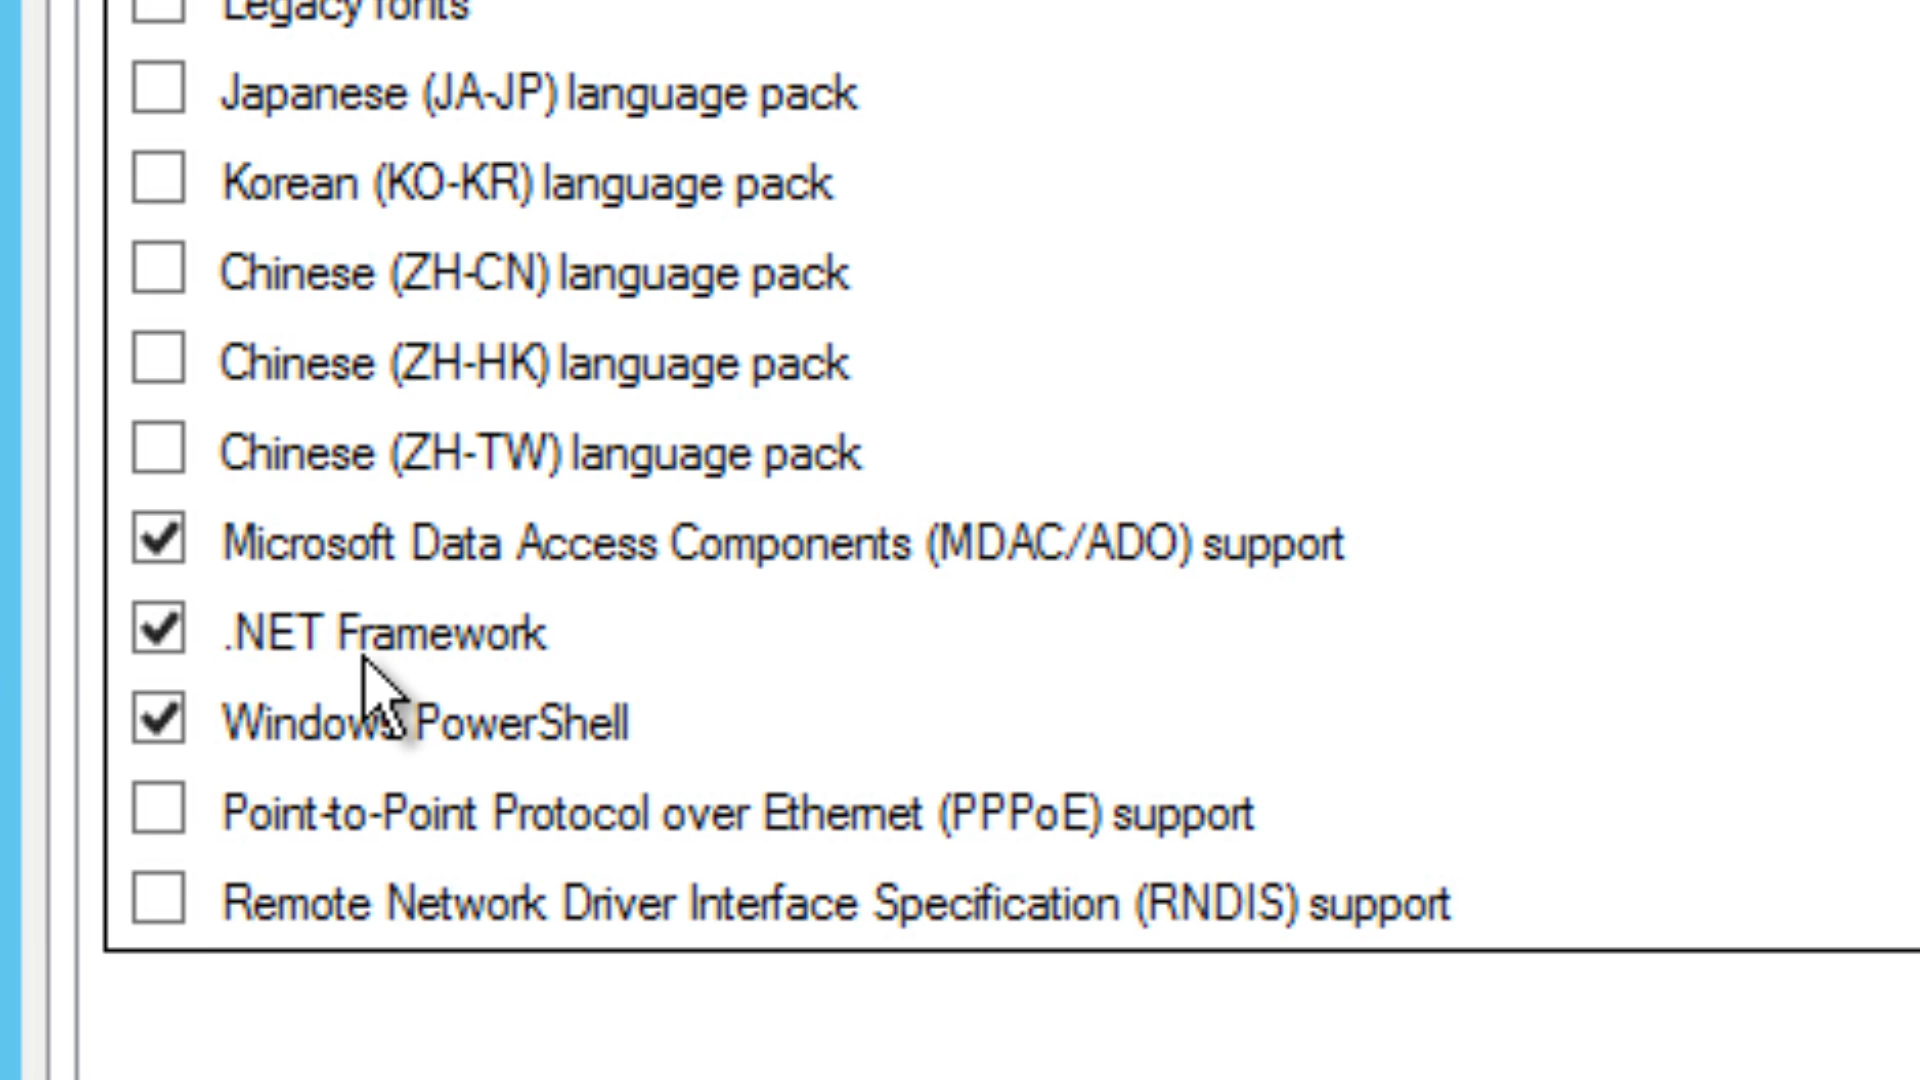 Legacy fonts
Japanese (JA-JP) language pack
Korean (KO-KR) language pack
Chinese (ZH-CN) language pack
Chinese (ZH-HK) language pack
Chinese (ZH-TW) language pack
Microsoft Data Access Components (MDAC/ADO) support
.NET Framework
Windows PowerShell
Point-to-Point Protocol over Ethernet (PPPoE) support
Remote Network Driver Interface Specification (RNDIS) support